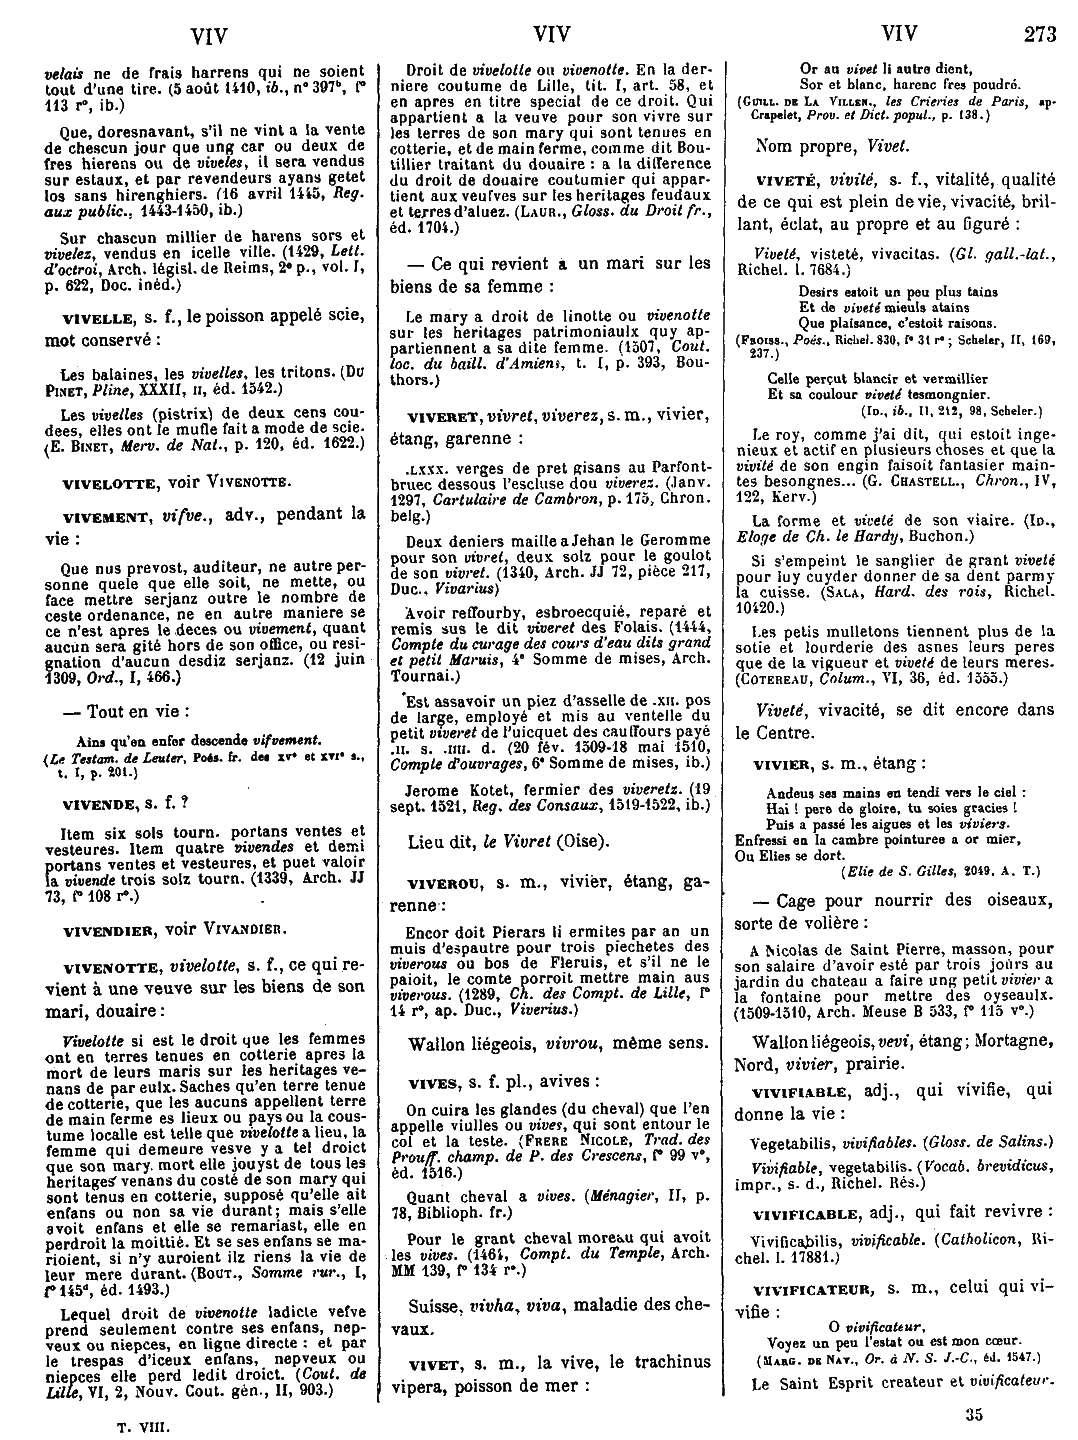 VIV
VIV
VIV
273
velais ne de frais harrens qui ne soient
tout d'une tire. (5 août 1410, ib., n° 397ᵇ, f°
113 r°, ib.)
Que, doresnavant, s'il ne vint a la vente
de chescun jour que ung car ou deux de
fres hierens ou de viveles, il sera vendus
sur estaux, et par revendeurs ayans getet
los sans hirenghiers. (16 avril 1445, Reg.
aux public., 1443-1450, ib.)
Sur chascun millier de harens sors et
vivelez, vendus en icelle ville. (1429, Lett.
d'octroi, Arch. législ. de Reims, 2ᵉ p., vol. I,
p. 622, Doc. inéd.)
VIVELLE, s. f., le poisson appelé scie,
mot conservé :
Les balaines, les vivelles, les tritons. (DU
PINET, Pline, XXXII, II, éd. 1542.)
Les vivelles (pistrix) de deux cens cou-
dees, elles ont le mufle fait a mode de scie.
(E. BINET, Merv. de Nat., p. 120, éd. 1622.)
VIVELOTTE, voir VIVENOTTE.
VIVEMENT, vifve., adv., pendant la
vie :
Que nus prevost, auditeur, ne autre per-
sonne quele que elle soit, ne mette, ou
face mettre serjanz outre le nombre de
ceste ordenance, ne en autre maniere se
ce n'est apres le deces ou vivement, quant
aucun sera gité hors de son office, ou resi-
gnation d'aucun desdiz serjanz. (12 juin
1309, Ord., I, 466.)
— Tout en vie :
Ains qu'en enfer descende vifvement.
(Le Testam. de Leuter, Poés. fr. des XVᵉ et XVIᵉ s.,
t. I, p. 201.)
VIVENDE, s. f. ?
Item six sols tourn. portans ventes et
vesteures. Item quatre vivendes et demi
portans ventes et vesteures, et puet valoir
la vivende trois solz tourn. (1339, Arch. JJ
73, f° 108 r°.)
VIVENDIER, voir VIVANDIER.
VIVENOTTE, vivelotte, s. f., ce qui re-
vient à une veuve sur les biens de son
mari, douaire :
Vivelotte si est le droit que les femmes
ont en terres tenues en cotterie apres la
mort de leurs maris sur les heritages ve-
nans de par eulx. Saches qu'en terre tenue
de cotterie, que les aucuns appellent terre
de main ferme es lieux ou pays ou la cous-
tume localle est telle que vivelotte a lieu, la
femme qui demeure vesve y a tel droict
que son mary. mort elle jouyst de tous les
heritages venans du costé de son mary qui
sont tenus en cotterie, supposé qu'elle ait
enfans ou non sa vie durant; mais s'elle
avoit enfans et elle se remariast, elle en
perdroit la moittié. Et se ses enfans se ma-
rioient, si n'y auroient ilz riens la vie de
leur mere durant. (BOUT., Somme rur., I,
f° 145ᵈ, éd. 1493.)
Lequel droit de vivenotte ladicte vefve
prend seulement contre ses enfans, nep-
veux ou niepces, en ligne directe : et par
le trespas d'iceux enfans, nepveux ou
niepces elle perd ledit droict. (Cout. de
Lille, VI, 2, Nouv. Cout. gén., II, 903.)
T. VIII.
Droit de vivelotte ou vivenotte. En la der-
niere coutume de Lille, tit. I, art. 58, et
en apres en titre special de ce droit. Qui
appartient a la veuve pour son vivre sur
les terres de son mary qui sont tenues en
cotterie, et de main ferme, comme dit Bou-
tillier traitant du douaire : a la difference
du droit de douaire coutumier qui appar-
tient aux veufves sur les heritages feudaux
et terres d'aluez. (LAUR., Gloss. du Droit fr.,
éd. 1704.)
— Ce qui revient à un mari sur les
biens de sa femme :
Le mary a droit de linotte ou vivenotte
sur les heritages patrimoniaulx quy ap-
partiennent a sa dite femme. (1507, Cout.
loc. du baill. d'Amiens, t. I, p. 393, Bou-
thors.)
VIVERET, vivret, viverez, s. m., vivier,
étang, garenne :
.LXXX. verges de pret gisans au Parfont-
bruec dessous l'escluse dou viverez. (Janv.
1297, Cartulaire de Cambron, p. 175, Chron.
belg.)
Deux deniers maille a Jehan le Geromme
pour son vivret, deux solz pour le goulot
de son vivret. (1340, Arch. JJ 72, pièce 217,
Duc., Vivarius)
Avoir reffourby, esbroecquié, reparé et
remis sus le dit viveret des Folais. (1444,
Compte du curage des cours d'eau dits grand
et petit Maruis, 4ᵉ Somme de mises, Arch.
Tournai.)
Est assavoir un piez d'asselle de .XII. pos
de large, employé et mis au ventelle du
petit viveret de l'uicquet des caulfours payé
.II. s. .IIII. d. (20 fév. 1509-18 mai 1510,
Compte d'ouvrages, 6ᵉ Somme de mises, ib.)
Jerome Kotet, fermier des viveretz. (19
sept. 1521, Reg. des Consaux, 1519-1522, ib.)
Lieu dit, le Vivret (Oise).
VIVEROU, s. m., vivier, étang, ga-
renne :
Encor doit Pierars li ermites par an un
muis d'espautre pour trois piechetes des
viverous ou bos de Fleruis, et s'il ne le
paioit, le comte porroit mettre main aus
viverous. (1289, Ch. des Compt. de Lille, f°
14 r°, ap. Duc., Viverius.)
Wallon liégeois, vivrou, même sens.
VIVES, s. f. pl., avives :
On cuira les glandes (du cheval) que l'en
appelle viulles ou vives, qui sont entour le
col et la teste. (FRERE NICOLE, Trad. des
Prouff. champ. de P. des Crescens, f° 99 v°,
éd. 1516.)
Quant cheval a vives. (Ménagier, II, p.
78, Biblioph. fr.)
Pour le grant cheval moreau qui avoit
les vives. (1464, Compt. du Temple, Arch.
MM 139, f° 134 r°.)
Suisse, vivha, viva, maladie des che-
vaux.
VIVET, s. m., la vive, le trachinus
vipera, poisson de mer :
Or au vivet li autre dient,
Sor et blanc, harenc fres poudré.
(GUILL. DE LA VILLEN., les Crieries de Paris, ap-
Crapelet, Prov. et Dict. popul., p. 138.)
Nom propre, Vivet.
VIVETÉ, vivité, s. f., vitalité, qualité
de ce qui est plein de vie, vivacité, bril-
lant, éclat, au propre et au figuré :
Viveté, visteté, vivacitas. (Gl. gall.-lat.,
Richel. l. 7684.)
Desirs estoit un peu plus tains
Et de viveté mieuls atains
Que plaisance, c'estoit raisons.
(FROISS., Poés., Richel. 830, f° 31 r° ; Scheler, II, 169,
237.)
Celle perçut blancir et vermillier
Et sa coulour viveté tesmongnier.
(ID., ib., II, 212, 98, Scheler.)
Le roy, comme j'ai dit, qui estoit inge-
nieux et actif en plusieurs choses et que la
vivité de son engin faisoit fantasier main-
tes besongnes... (G. CHASTELL., Chron., IV,
122, Kerv.)
La forme et viceté de son viaire. (ID.,
Eloge de Ch. le Hardy, Buchon.)
Si s'empeint le sanglier de grant viveté
pour luy cuyder donner de sa dent parmy
la cuisse. (SALA, Hard. des rois, Richel.
10420.)
Les petis mulletons tiennent plus de la
sotie et lourderie des asnes leurs peres
que de la vigueur et viveté de leurs meres.
(COTEREAU, Colum., VI, 36, éd. 1555.)
Viveté, vivacité, se dit encore dans
le Centre.
VIVIER, s. m., étang :
Andeus ses mains en tendi vers le ciel :
Hai ! pere de gloire, tu soies gracies !
Puis a passé les aigues et les viviers.
Enfressi en la cambre pointuree a or mier,
Ou Elies se dort.
(Elie de S. Gilles, 2049, A. T.)
— Cage pour nourrir des oiseaux,
sorte de volière :
A Nicolas de Saint Pierre, masson, pour
son salaire d'avoir esté par trois jours au
jardin du chateau a faire ung petit vivier a
la fontaine pour mettre des oyseaulx.
(1509-1510, Arch. Meuse B 533, f° 115 v°.)
Wallon liégeois, vevi, étang; Mortagne,
Nord, vivier, prairie.
VIVIFIABLE, adj., qui vivifie, qui
donne la vie :
Vegetabilis, vivifiables. (Gloss. de Salins.)
Vivifiable, vegetabilis. (Vocab. brevidicus,
impr., s. d., Richel. Rés.)
VIVIFICABLE, adj., qui fait revivre :
Vivificabilis, vivificable. (Catholicon, Ri-
chel. l. 17881.)
VIVIFICATEUR, s. m., celui qui vi-
vifie :
O vivificateur,
Voyez un peu l'estat ou est mon cœur.
(MARG. DE NAV., Or. à N. S. J.-C., éd. 1547.)
Le Saint Esprit createur et vivificateur.
35